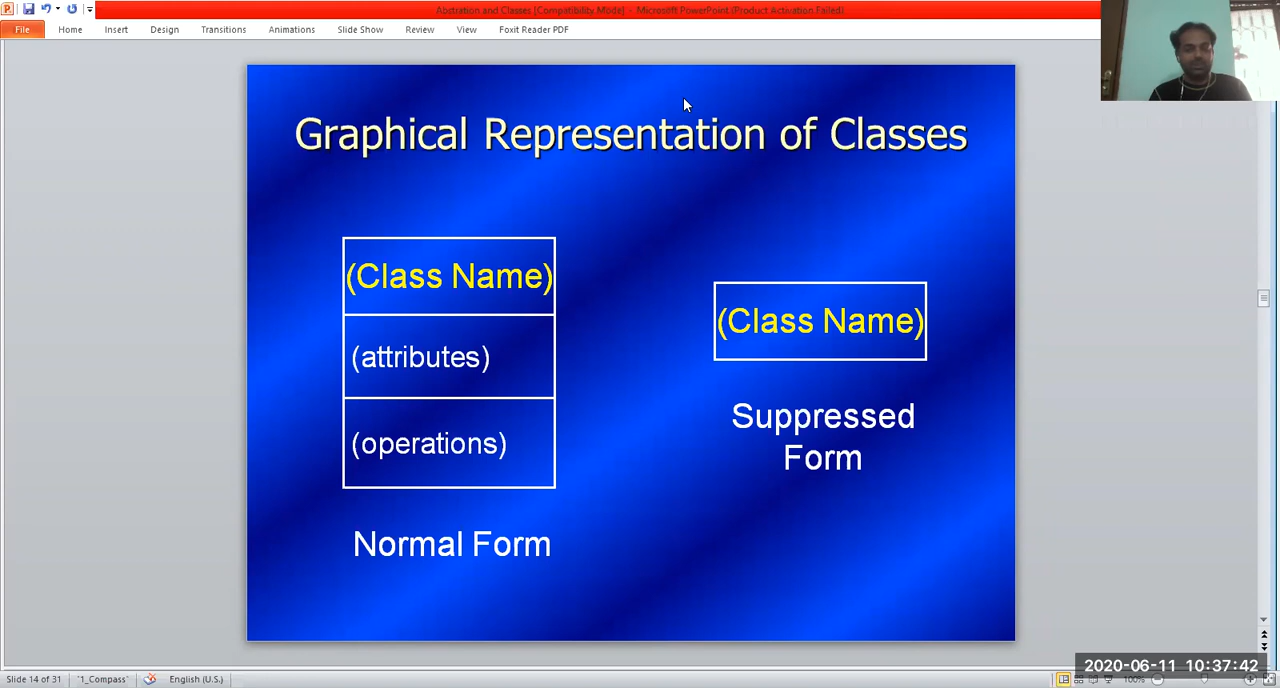 Abstration and Classes [Compatibility Mode] - Microsoft PowerPoint (Product Activation Failed)
File Home Insert Design Transitions Animations Slide Show Review View Foxit Reader PDF
Graphical Representation of Classes
(Class Name)
(attributes)
(operations)
Normal Form
(Class Name)
Suppressed
Form
2020-06-11 10:37:42
Slide 14 of 31 "1_Compass" English (U.S.) 100%